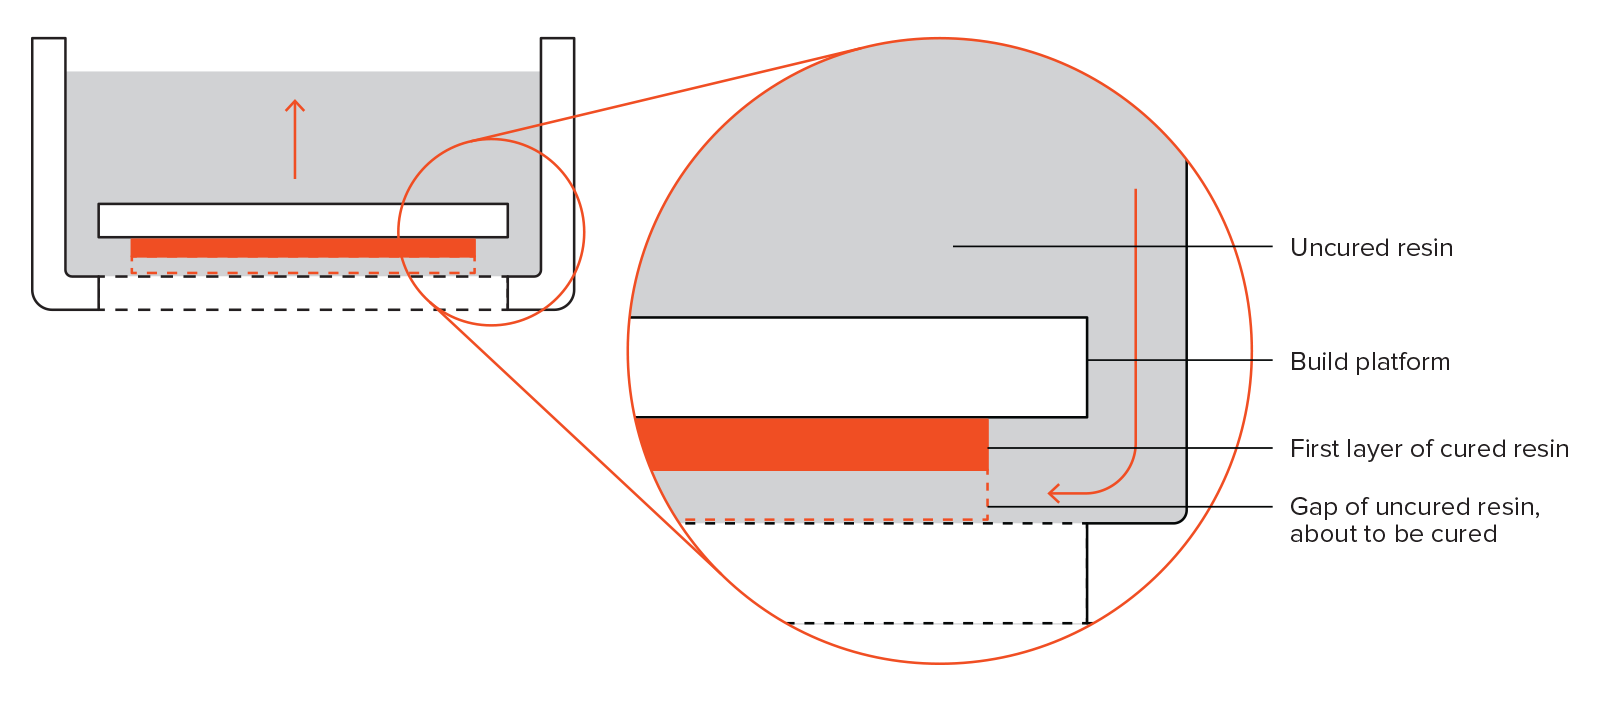 Uncured resin
Build platform
First layer of cured resin
Gap of uncured resin,
about to be cured